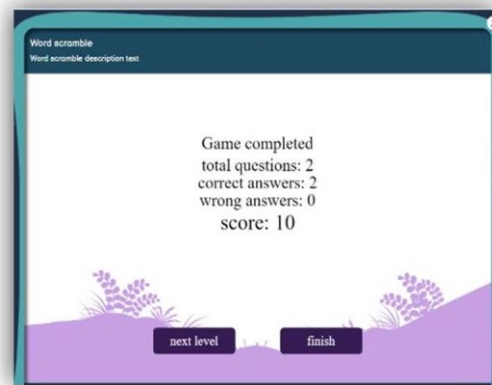 Word scramble
Word scramble description text
Game completed
total questions: 2
correct answers: 2
wrong answers: 0
score: 10
next level
finish